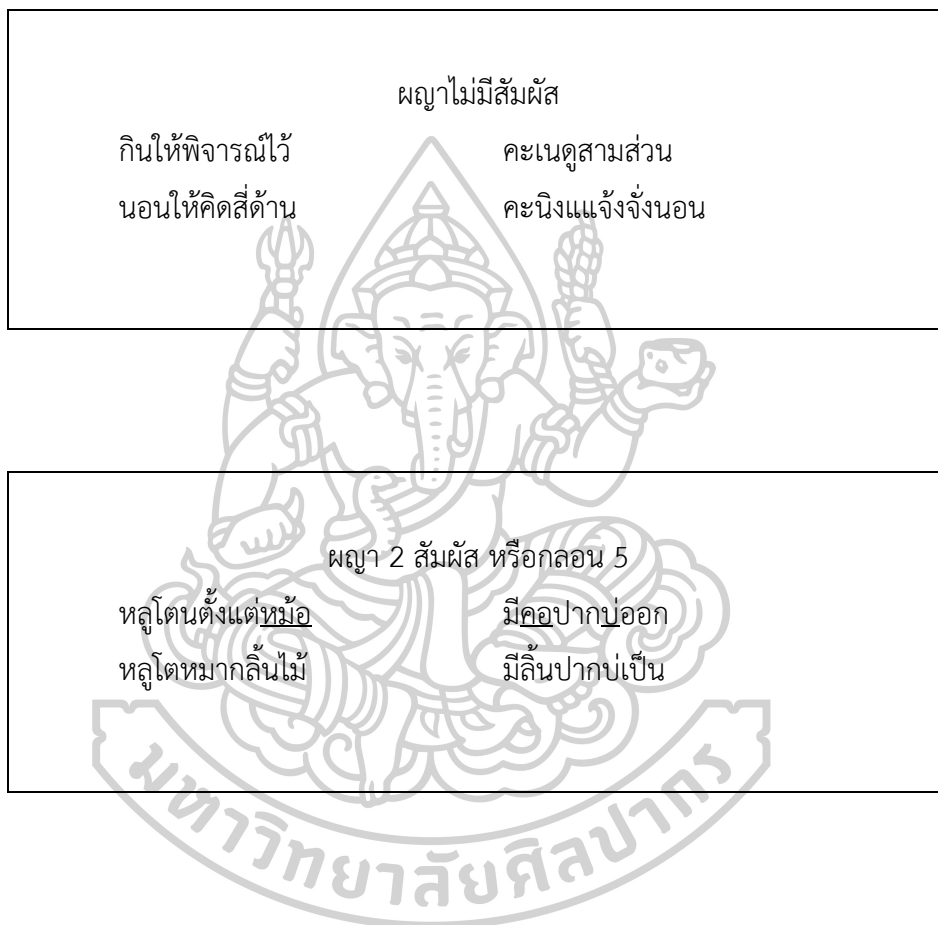 ผญาไม่มีสัมผัส
กินให้พิจารณ์ไว้ คะเนดูสามส่วน
นอนให้คิดสี่ด้าน คะนิงแแจ้งจั่งนอน
ผญา 2 สัมผัส หรือกลอน 5
หลูโตนตั้งแต่หม้อ มีคอปากบ่ออก
หลูโตหมากลิ้นไม้ มีลิ้นปากบ่เป็น
มหาวิทยาลัยศิลปากร